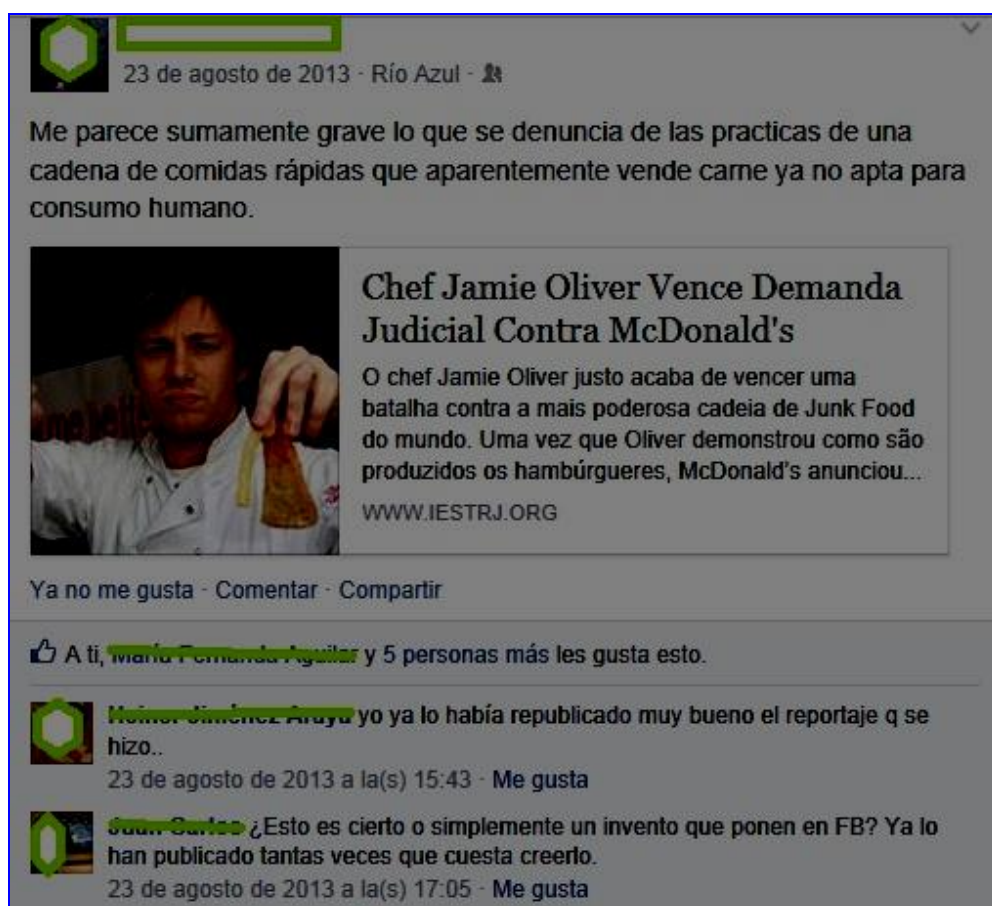 23 de agosto de 2013 · Río Azul ·
Me parece sumamente grave lo que se denuncia de las practicas de una
cadena de comidas rápidas que aparentemente vende carne ya no apta para
consumo humano.
Chef Jamie Oliver Vence Demanda
Judicial Contra McDonald's
O chef Jamie Oliver justo acaba de vencer uma
batalha contra a mais poderosa cadeia de Junk Food
do mundo. Uma vez que Oliver demonstrou como são
produzidos os hambúrgueres, McDonald's anunciou...
WWW.IESTRJ.ORG
Ya no me gusta · Comentar · Compartir
A ti, y 5 personas más les gusta esto.
yo ya lo había republicado muy bueno el reportaje q se
hizo..
23 de agosto de 2013 a la(s) 15:43 · Me gusta
¿Esto es cierto o simplemente un invento que ponen en FB? Ya lo
han publicado tantas veces que cuesta creerlo.
23 de agosto de 2013 a la(s) 17:05 · Me gusta